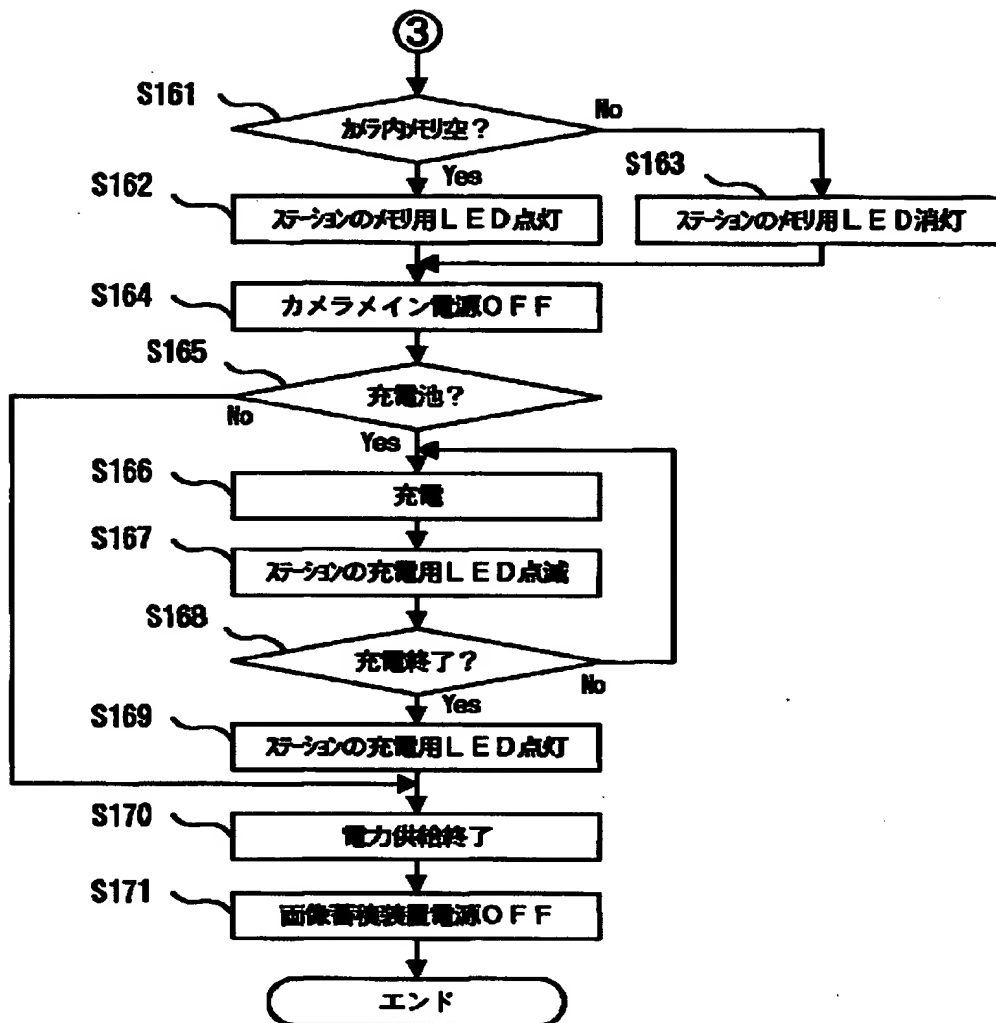 ③
S161
カメラ内メモリ空?
No
Yes
S162
ステーションのメモリ用LED点灯
S163
ステーションのメモリ用LED消灯
S164
カメラメイン電源OFF
S165
充電池?
No
Yes
S166
充電
S167
ステーションの充電用LED点滅
S168
充電終了?
No
Yes
S169
ステーションの充電用LED点灯
S170
電力供給終了
S171
画像蓄積装置電源OFF
エンド